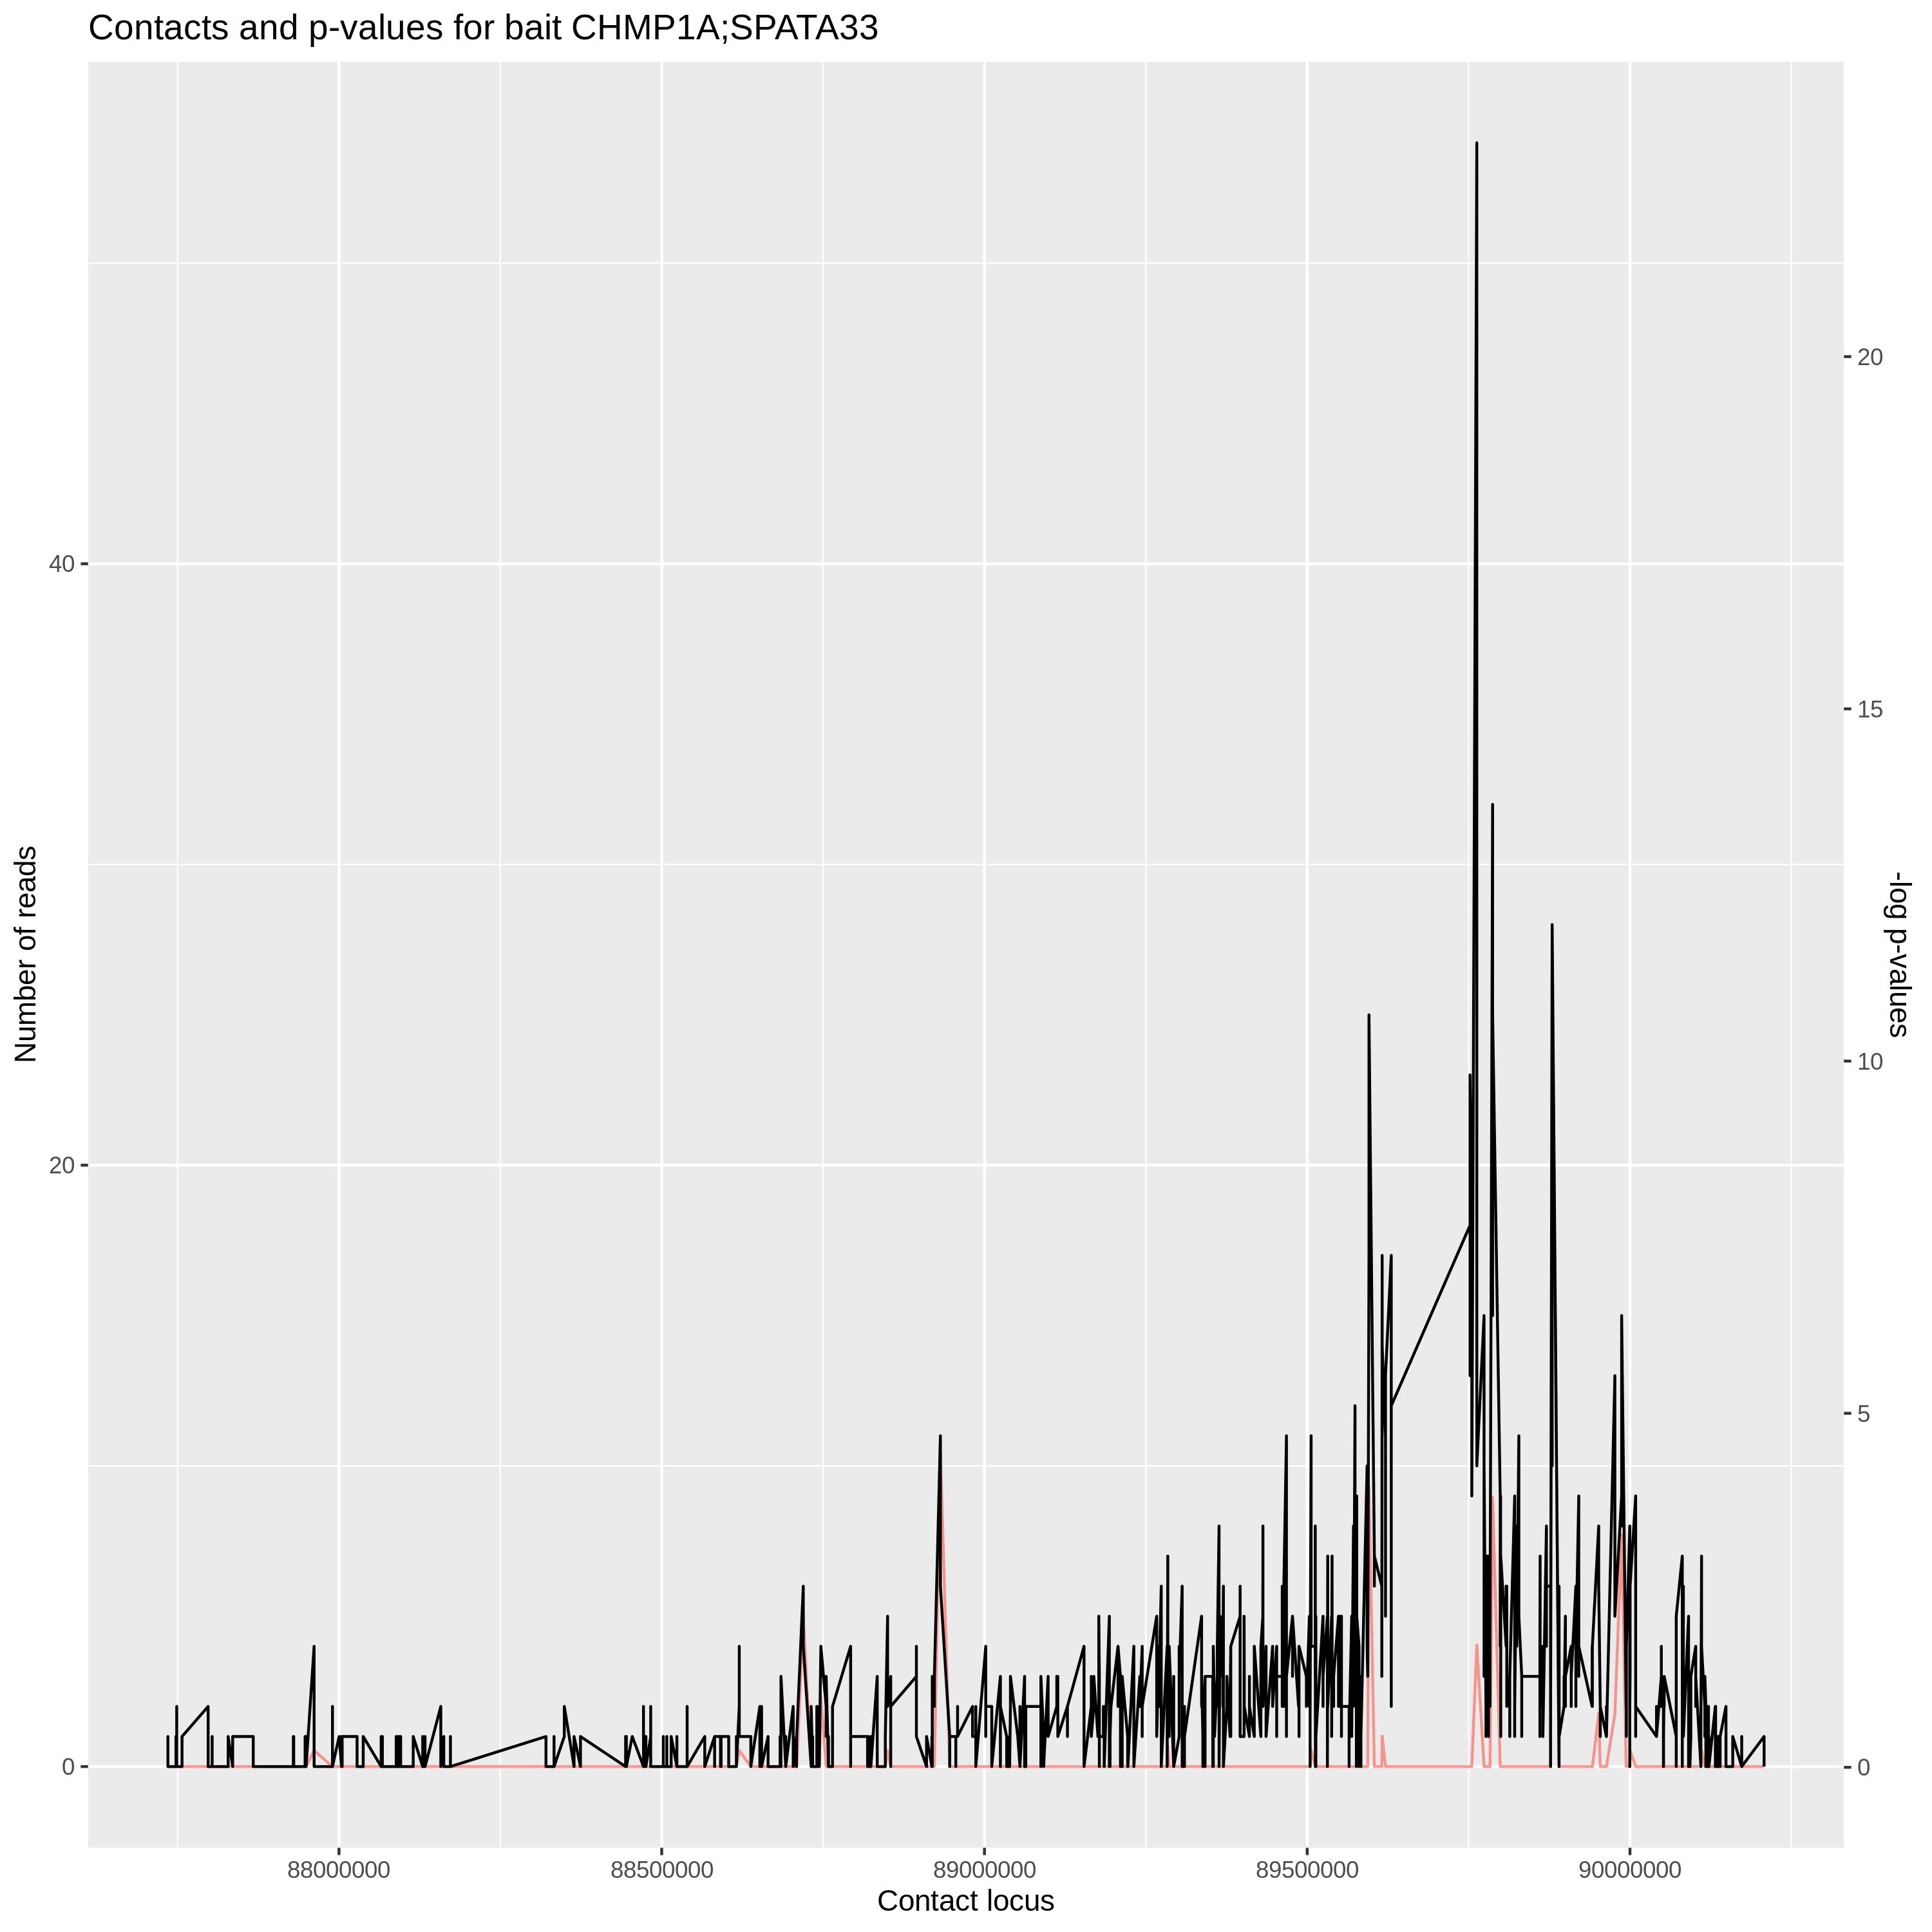 Contacts and p-values for bait CHMP1A;SPATA33
Number of reads
40
20
0
20
15
10
5
0
-log p-values
88000000 88500000 89000000 89500000 90000000
Contact locus